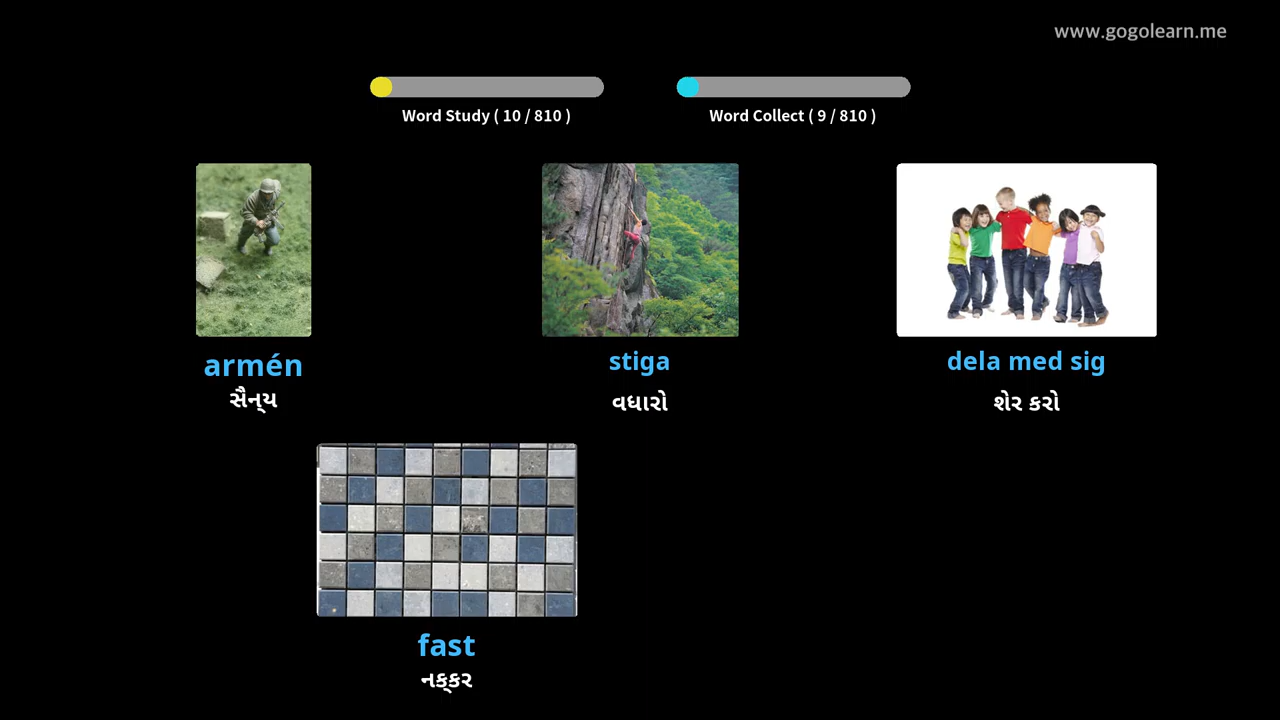 www.gogolearn.me
Word Study ( 10 / 810 )
Word Collect ( 9 / 810 )
armén
સૈન્ય
stiga
વધારો
dela med sig
શેર કરો
fast
નક્કર